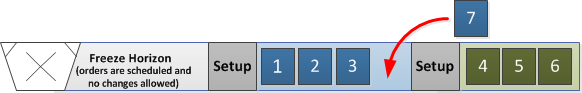 7
Freeze Horizon
(orders are scheduled and
no changes allowed)
Setup
1 2 3
Setup
4 5 6